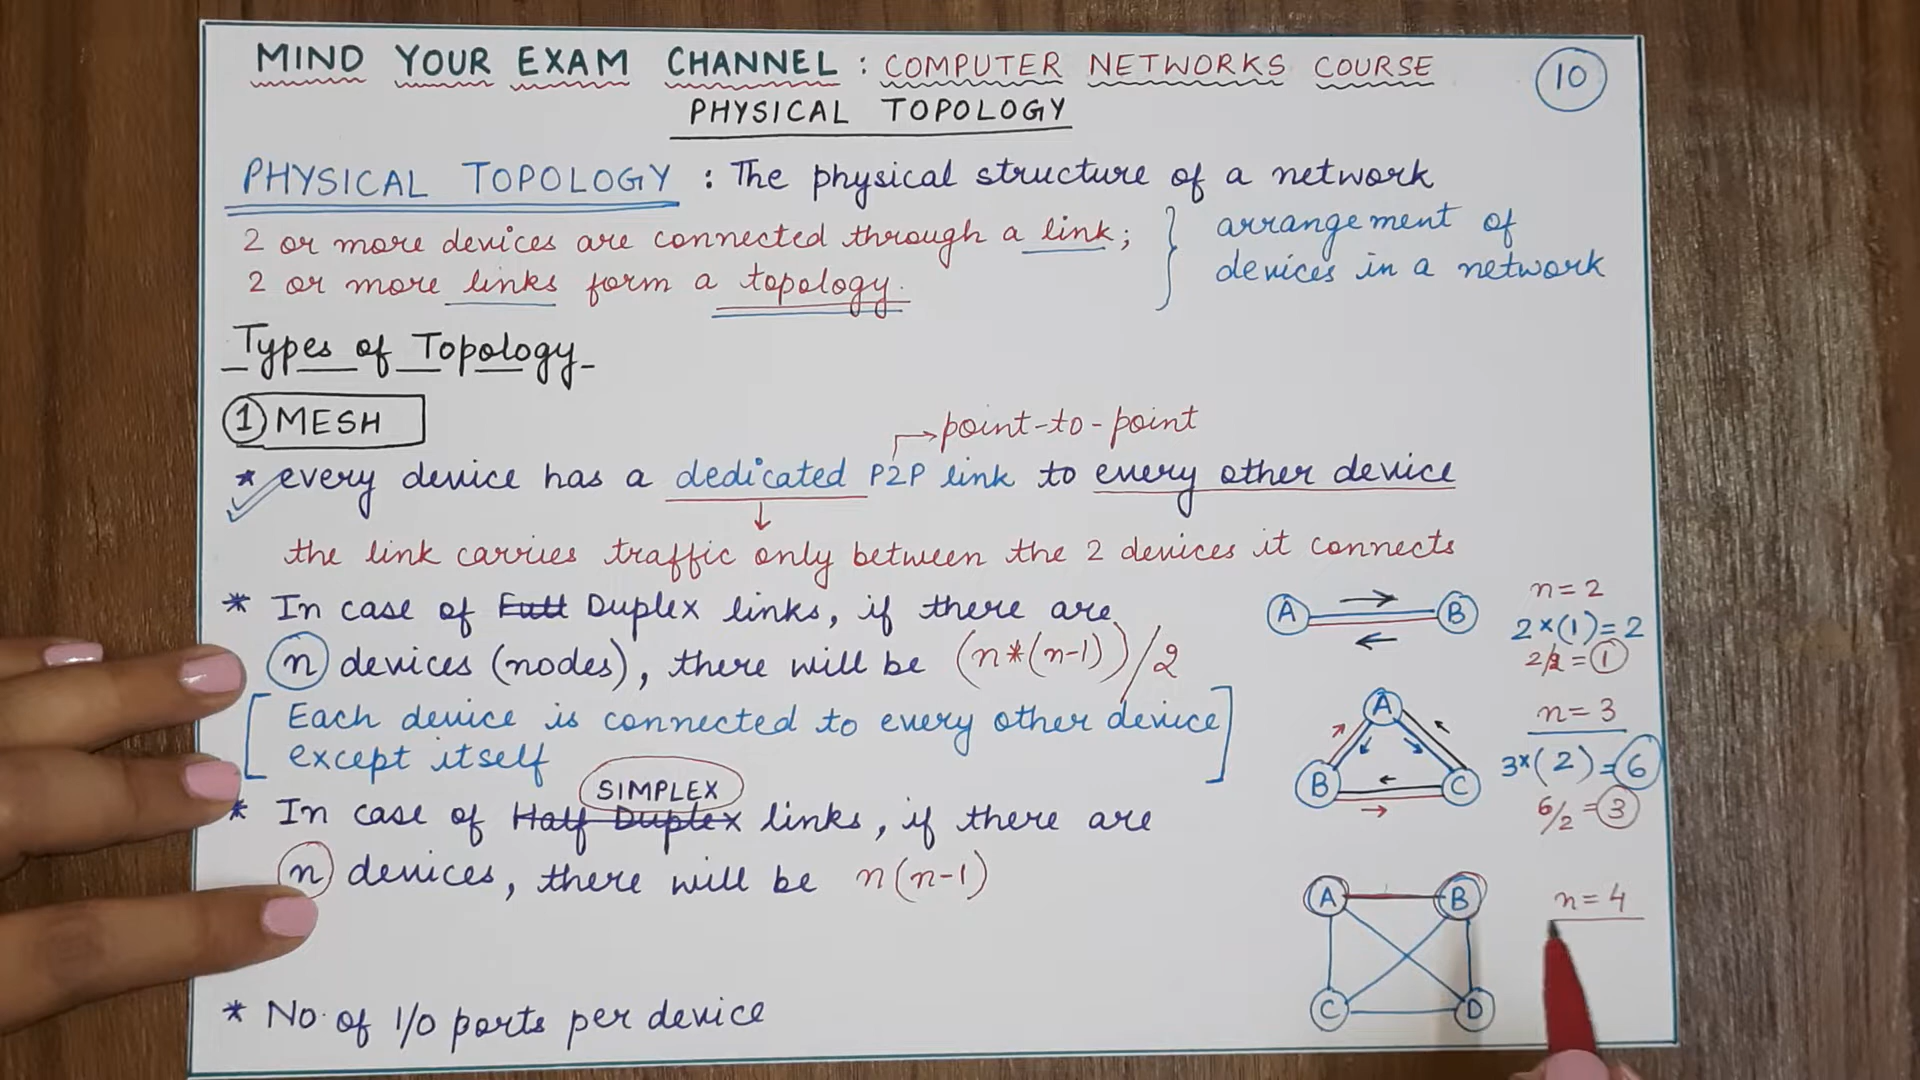 MIND YOUR EXAM CHANNEL : COMPUTER NETWORKS COURSE
10
PHYSICAL TOPOLOGY
PHYSICAL TOPOLOGY : The physical structure of a network
2 or more devices are connected through a link;
2 or more links form a topology.
arrangement of
devices in a network
Types of Topology
1 MESH
point-to-point
* every device has a dedicated P2P link to every other device
the link carries traffic only between the 2 devices it connects
* In case of Full Duplex links, if there are
n devices (nodes), there will be (n*(n-1))/2
Each device is connected to every other device
except itself
SIMPLEX
* In case of Half Duplex links, if there are
n devices, there will be n(n-1)
* No. of I/O ports per device
A B
n=2
2*(1)=2
2/2=1
A
B C
n=3
3*(2)=6
6/2=3
A B
C D
n=4